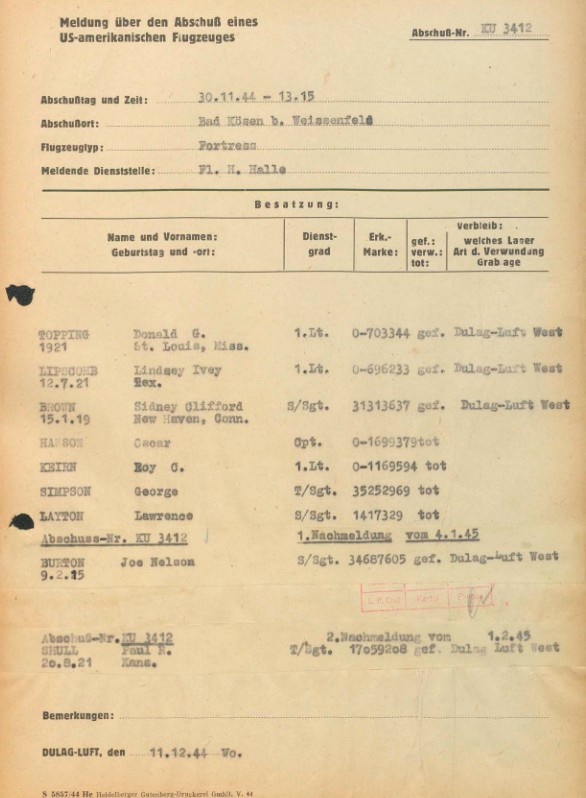 Meldung über den Abschuß eines
US-amerikanischen Flugzeuges
Abschuß-Nr. KU 3412
Abschußtag und Zeit: 30.11.44 - 13.15
Abschußort: Bad Kösen b. Weissenfeld
Flugzeugtyp: Fortress
Meldende Dienststelle: Fl. H. Halle
Besatzung:
Name und Vornamen: Dienst- Erk.- gef.: Verbleib:
Geburtstag und -ort: grad Marke: verw.: welches Lager
tot: Art d. Verwundung
Grablage
TOPPING Donald G. 1.Lt. 0-703344 gef. Dulag-Luft West
1921 St. Louis, Miss.
LIPSCOMB Lindsey Ivey 1.Lt. 0-696233 gef. Dulag-Luft West
12.7.21 Tex.
BROWN Sidney Clifford S/Sgt. 31313637 gef. Dulag-Luft West
15.1.19 New Haven, Conn.
HANSON Oscar Cpt. 0-1699379tot
KEIRN Roy C. 1.Lt. 0-1169594 tot
SIMPSON George T/Sgt. 35252969 tot
LAYTON Lawrence S/Sgt. 1417329 tot
Abschuss-Nr. KU 3412 1.Nachmeldung vom 4.1.45
BURTON Joe Nelson S/Sgt. 34687605 gef. Dulag-Luft West
9.2.15
Abschuß-Nr.KU 3412 2.Nachmeldung vom 1.2.45
SHULL Paul R. T/Sgt. 17059208 gef. Dulag Luft West
20.8.21 Kans.
Bemerkungen:
DULAG-LUFT, den 11.12.44 Wo.
S 5857/44 He Heidelberger Gutenberg-Druckerei GmbH. V. 44